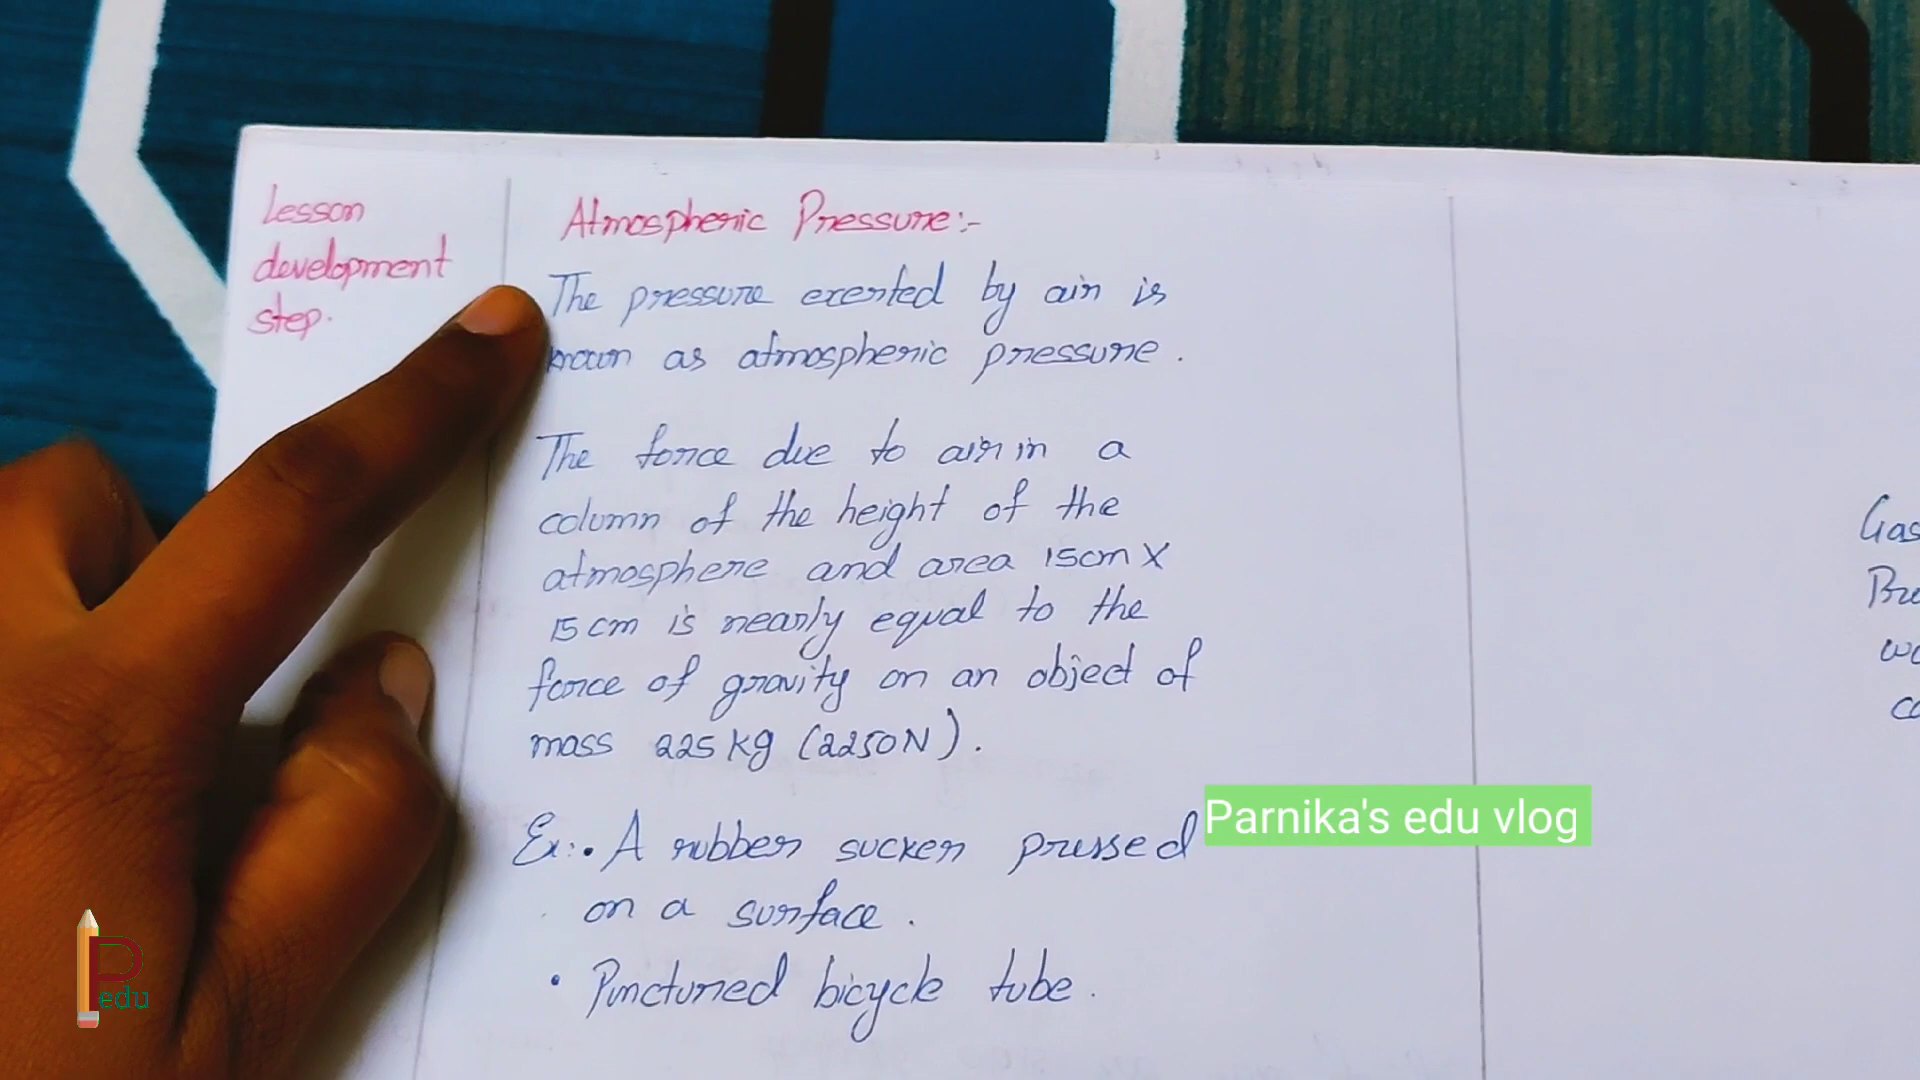 Lesson
development
step.
Atmospheric Pressure:-
The pressure exerted by air is
known as atmospheric pressure.
The force due to air in a
column of the height of the
atmosphere and area 15cm X
15cm is nearly equal to the
force of gravity on an object of
mass 225 kg (2250N).
Ex:. • A rubber sucker pressed
on a surface.
• Punctured bicycle tube.
Gas
Parnika's edu vlog
P
edu